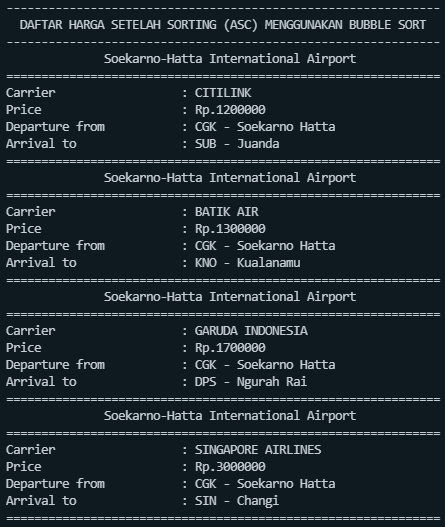 --------------------------------------------------------------
DAFTAR HARGA SETELAH SORTING (ASC) MENGGUNAKAN BUBBLE SORT
--------------------------------------------------------------
Soekarno-Hatta International Airport
==============================================================
Carrier : CITILINK
Price : Rp.1200000
Departure from : CGK - Soekarno Hatta
Arrival to : SUB - Juanda
==============================================================
Soekarno-Hatta International Airport
==============================================================
Carrier : BATIK AIR
Price : Rp.1300000
Departure from : CGK - Soekarno Hatta
Arrival to : KNO - Kualanamu
==============================================================
Soekarno-Hatta International Airport
==============================================================
Carrier : GARUDA INDONESIA
Price : Rp.1700000
Departure from : CGK - Soekarno Hatta
Arrival to : DPS - Ngurah Rai
==============================================================
Soekarno-Hatta International Airport
==============================================================
Carrier : SINGAPORE AIRLINES
Price : Rp.3000000
Departure from : CGK - Soekarno Hatta
Arrival to : SIN - Changi
==============================================================